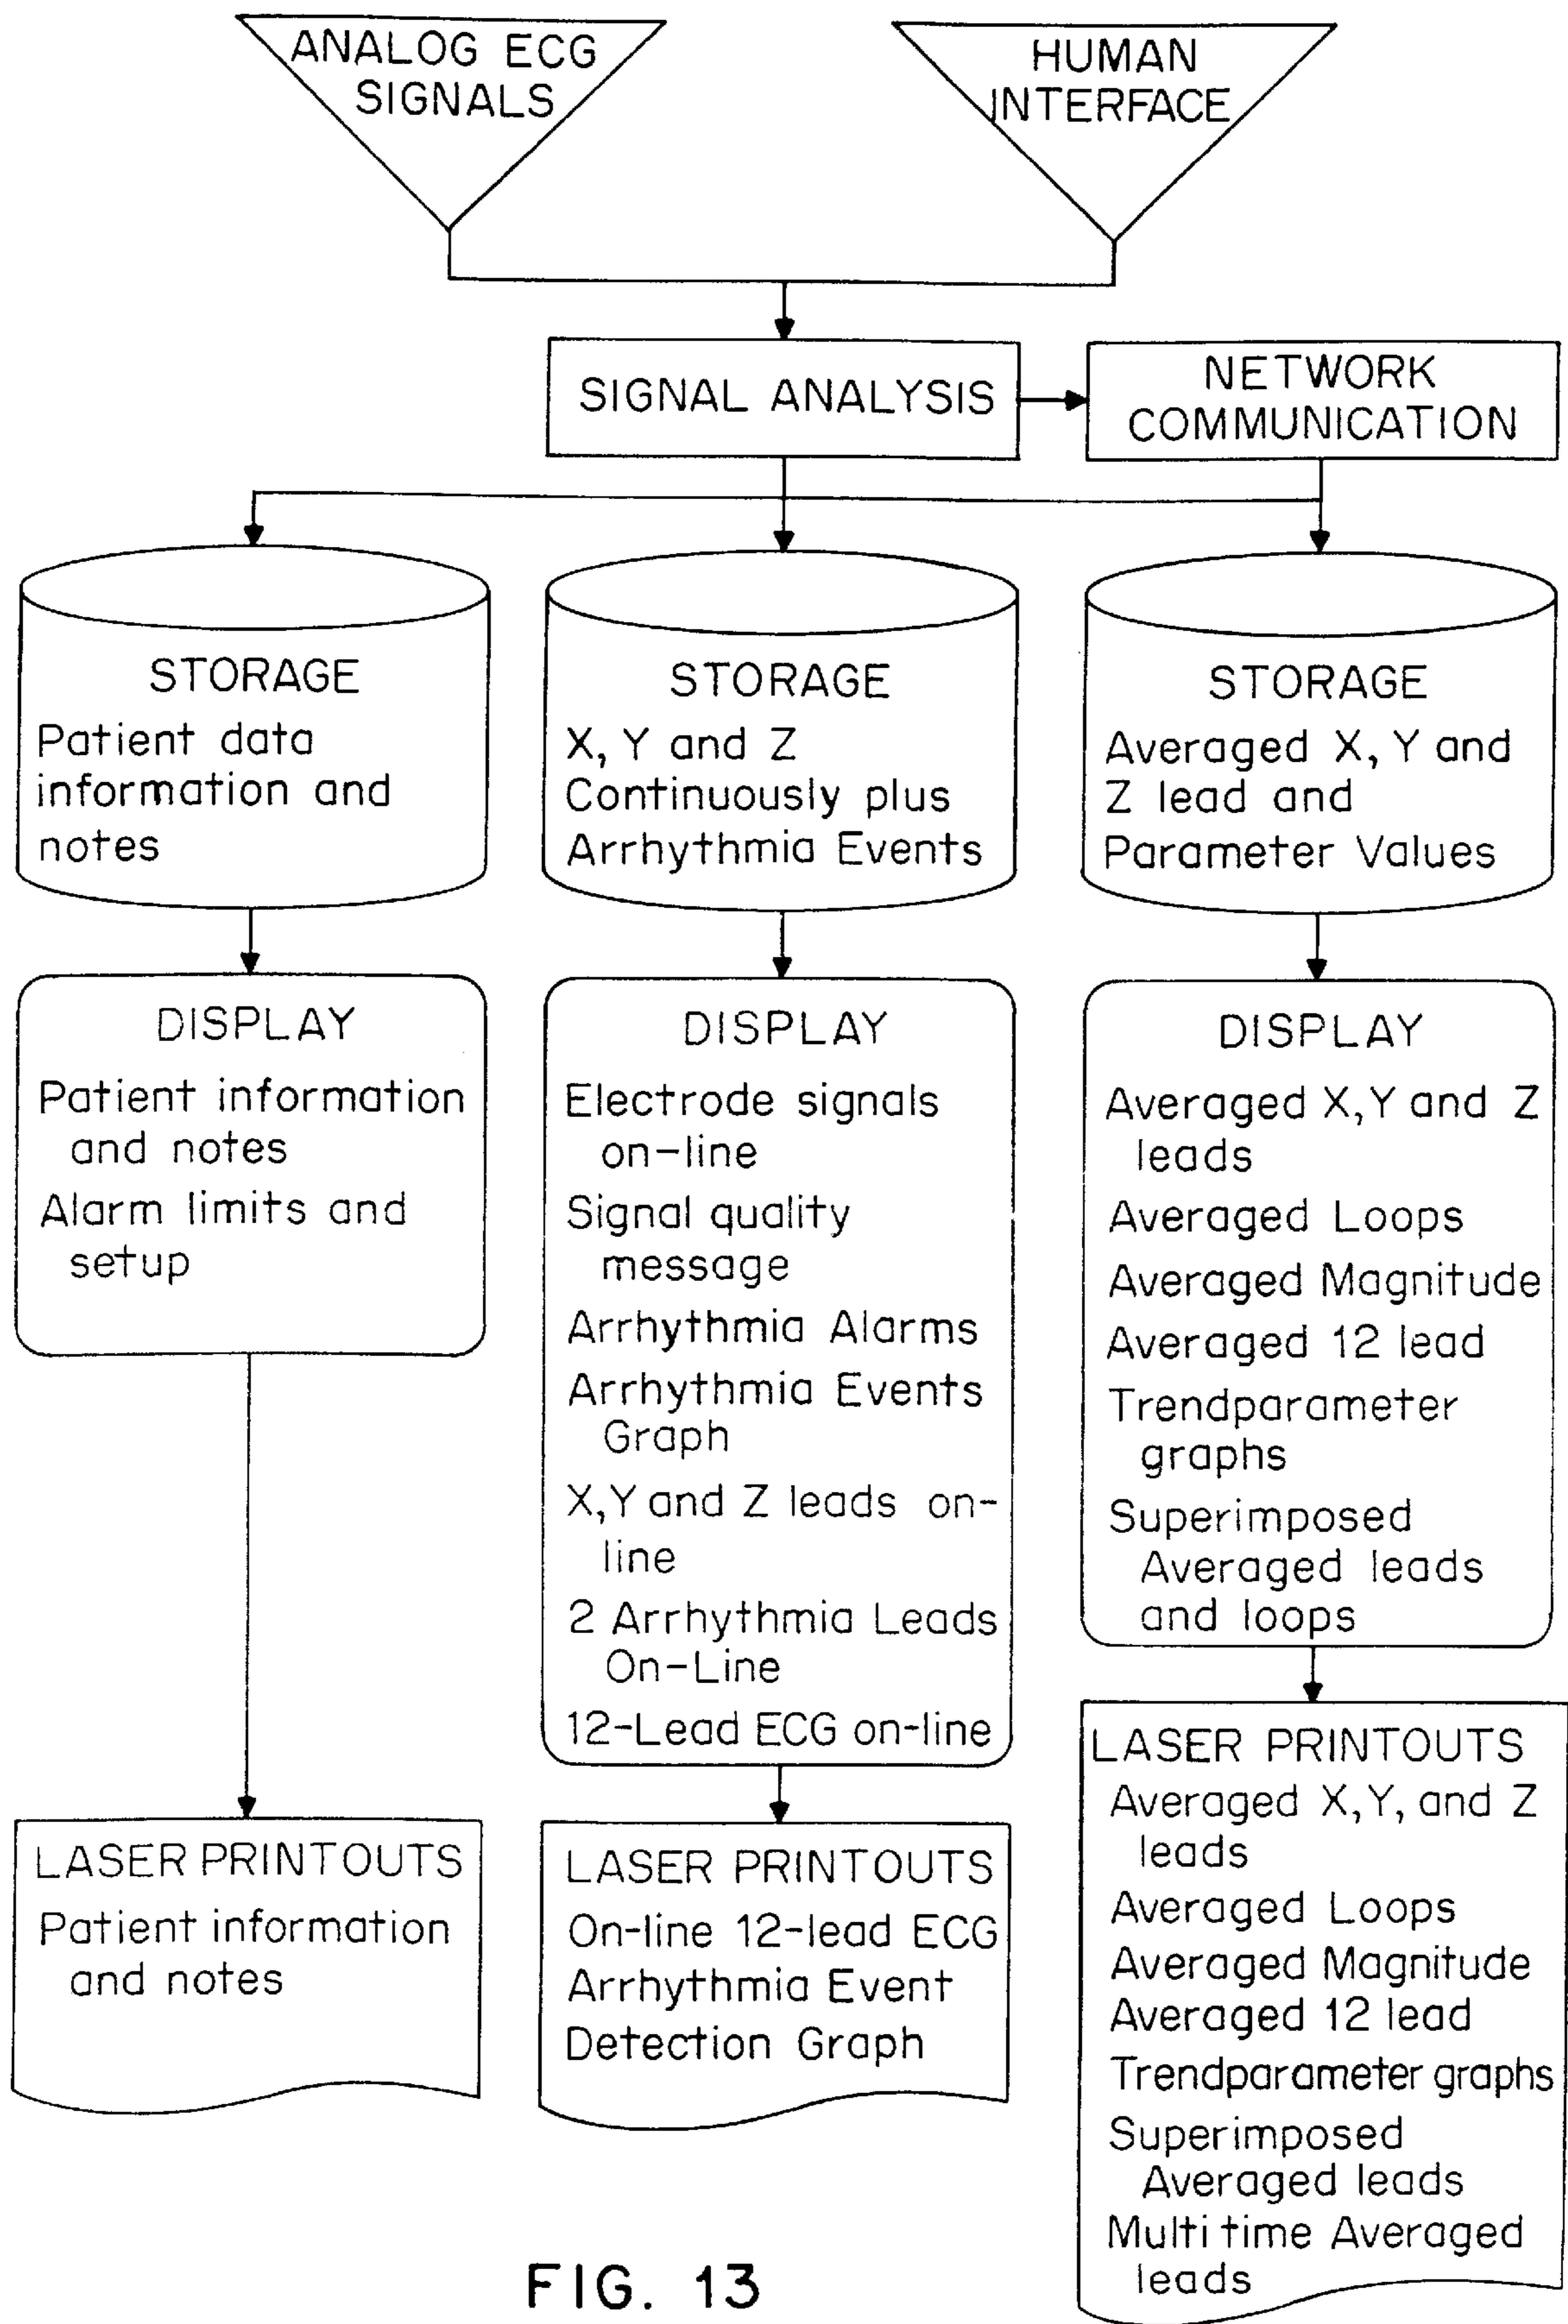 ANALOG ECG
SIGNALS
HUMAN
INTERFACE
SIGNAL ANALYSIS
NETWORK
COMMUNICATION
STORAGE
Patient data
information and
notes
STORAGE
X, Y and Z
Continuously plus
Arrhythmia Events
STORAGE
Averaged X, Y and
Z lead and
Parameter Values
DISPLAY
Patient information
and notes
Alarm limits and
setup
DISPLAY
Electrode signals
on-line
Signal quality
message
Arrhythmia Alarms
Arrhythmia Events
Graph
X, Y and Z leads on-
line
2 Arrhythmia Leads
On-Line
12-Lead ECG on-line
DISPLAY
Averaged X, Y and Z
leads
Averaged Loops
Averaged Magnitude
Averaged 12 lead
Trendparameter
graphs
Superimposed
Averaged leads
and loops
LASER PRINTOUTS
Patient information
and notes
LASER PRINTOUTS
On-line 12-lead ECG
Arrhythmia Event
Detection Graph
LASER PRINTOUTS
Averaged X, Y, and Z
leads
Averaged Loops
Averaged Magnitude
Averaged 12 lead
Trendparameter graphs
Superimposed
Averaged leads
Multi time Averaged
leads
FIG. 13